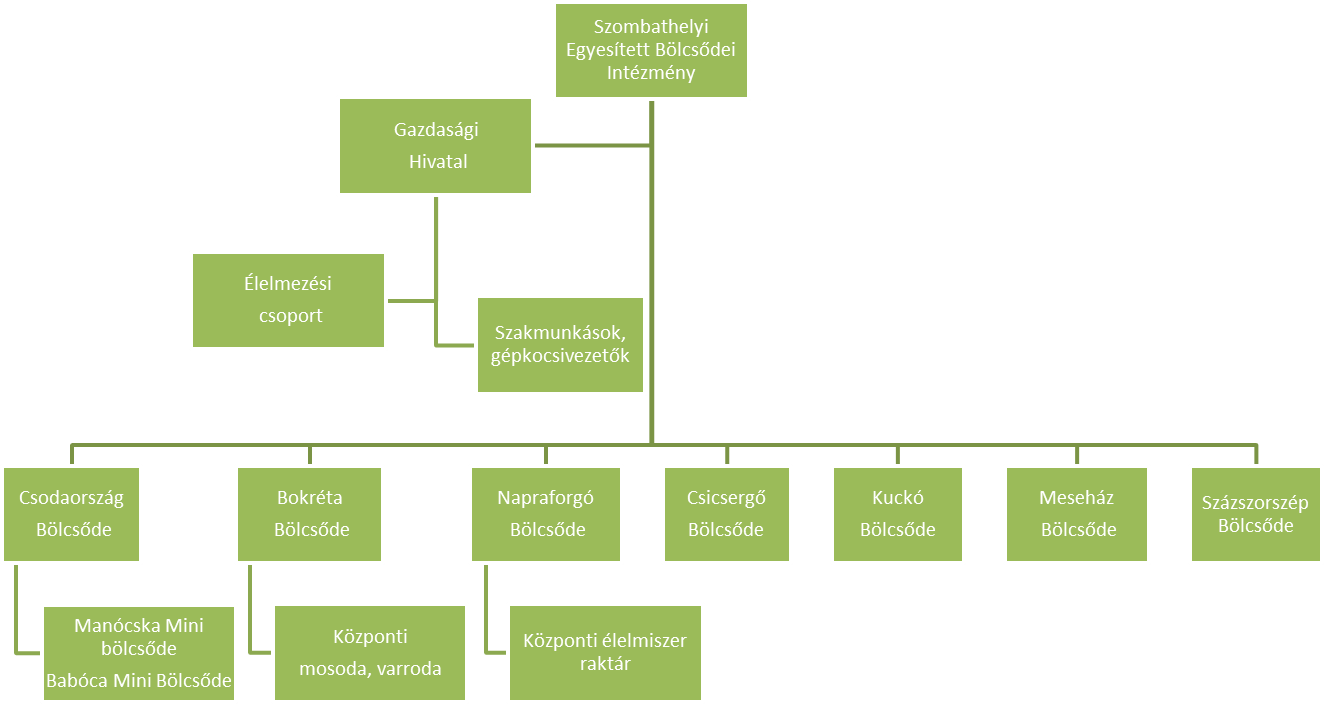 Szombathelyi
Egyesített Bölcsődei
Intézmény
Gazdasági
Hivatal
Élelmezési
csoport
Szakmunkások,
gépkocsivezetők
Csodaország
Bölcsőde
Bokréta
Bölcsőde
Napraforgó
Bölcsőde
Csicsergő
Bölcsőde
Kuckó
Bölcsőde
Meseház
Bölcsőde
Százszorszép
Bölcsőde
Manócska Mini
bölcsőde
Babóca Mini Bölcsőde
Központi
mosoda, varroda
Központi élelmiszer
raktár